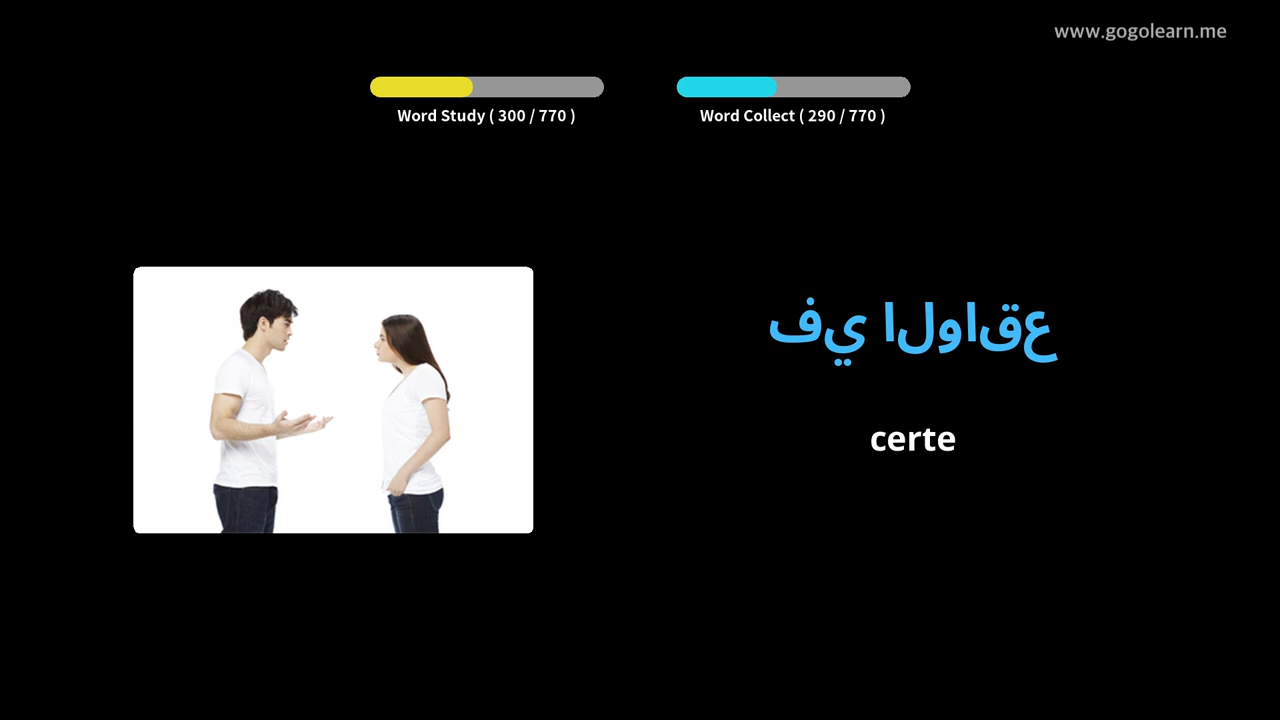 www.gogolearn.me
Word Study ( 300 / 770 )
Word Collect ( 290 / 770 )
في الواقع
certe